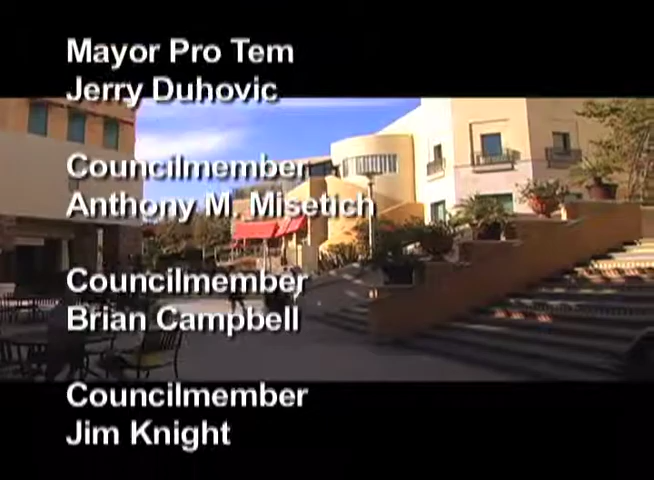 Mayor Pro Tem
Jerry Duhovic
Councilmember
Anthony M. Misetich
Councilmember
Brian Campbell
Councilmember
Jim Knight